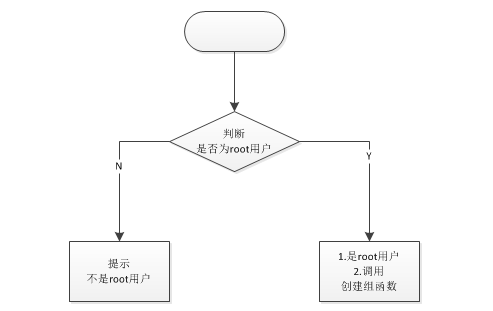 判断
是否为root用户
N
Y
提示
不是root用户
1.是root用户
2.调用
创建组函数